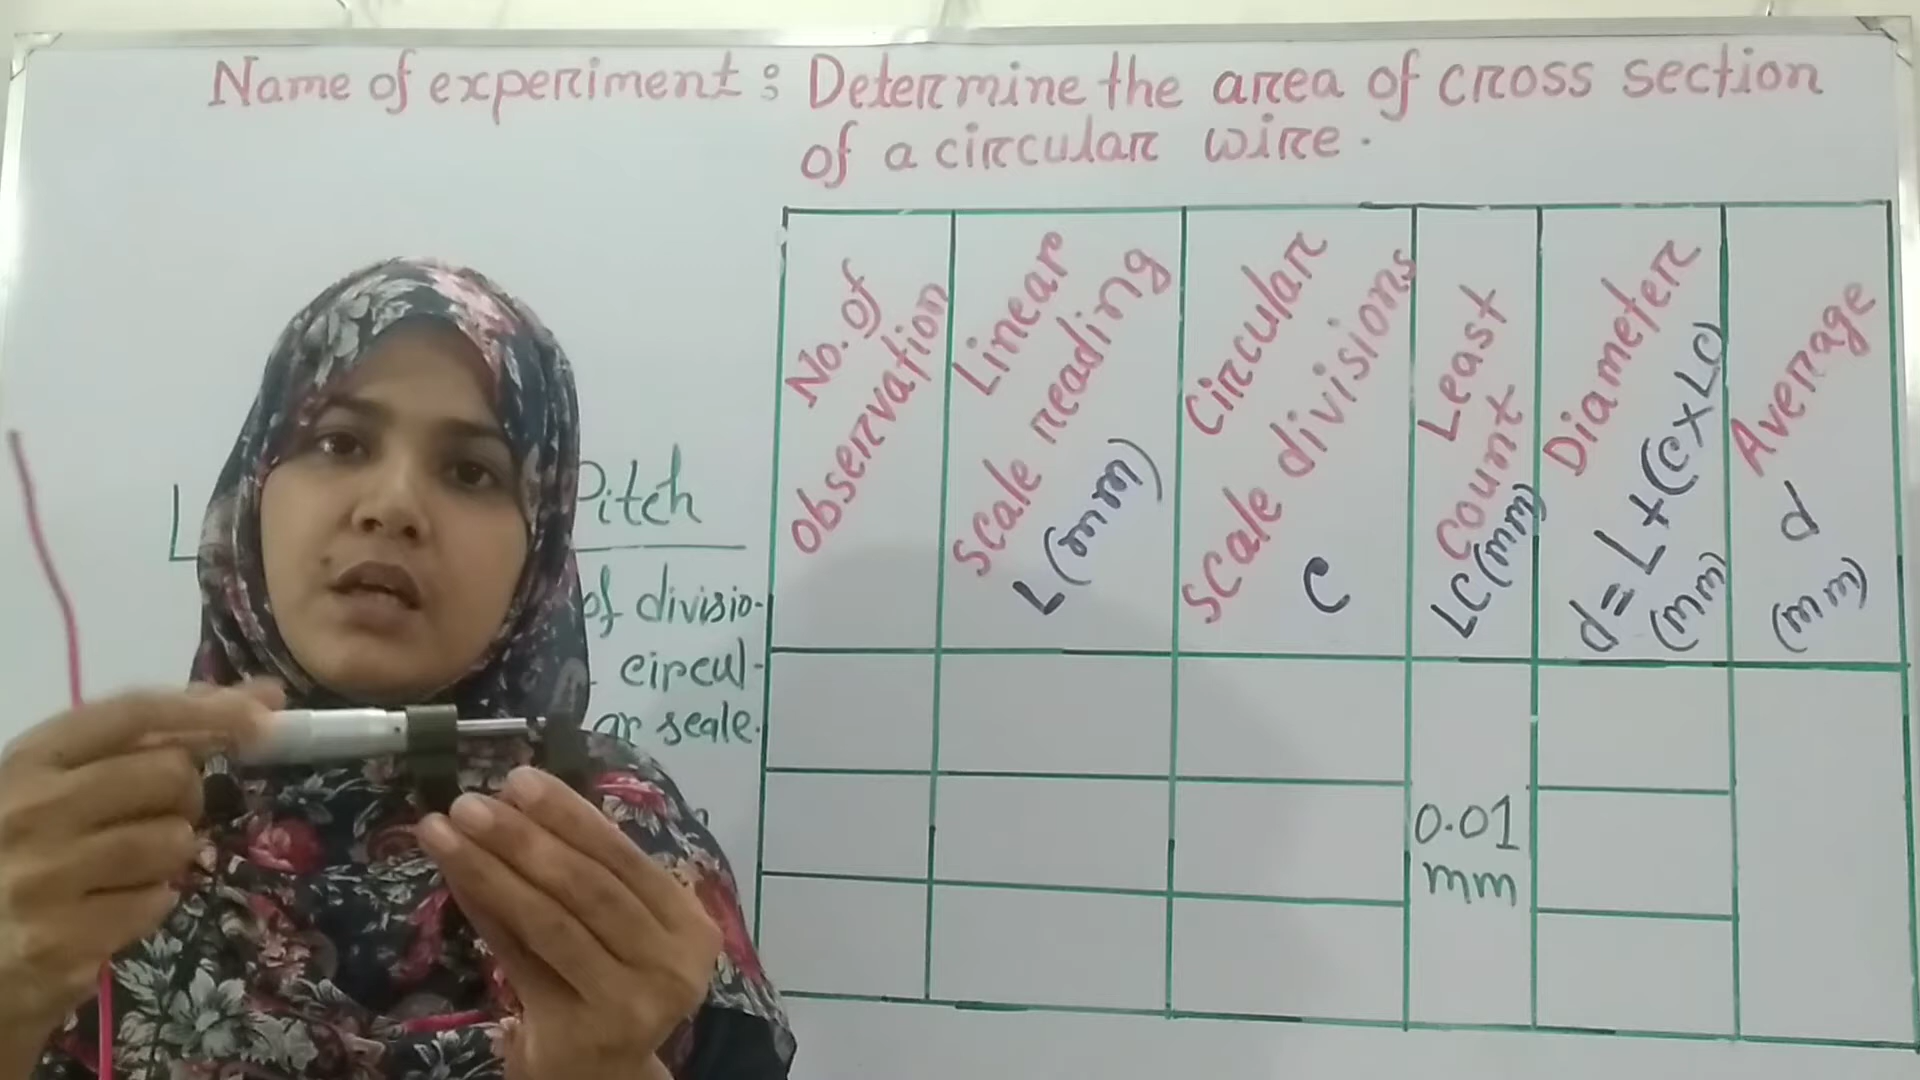 Name of experiment : Determine the area of cross section
of a circular wire.
L
Pitch
of divisio-
circul-
ar scale.
No. of
observation
Linear
scale reading
L (mm)
Circular
scale divisions
C
Least
count
LC (mm)
Diameter
d = L + (C x LC)
(mm)
Average
d
(mm)
0.01
mm